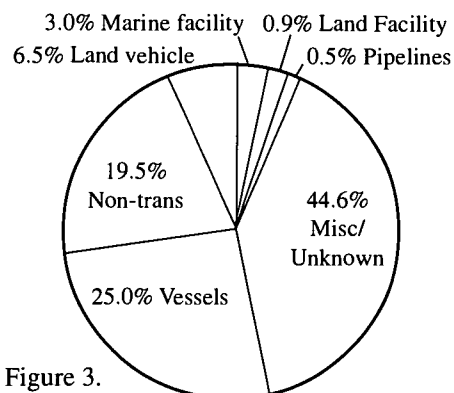 3.0% Marine facility
0.9% Land Facility
6.5% Land vehicle
0.5% Pipelines
19.5%
Non-trans
44.6%
Misc/
Unknown
25.0% Vessels
Figure 3.